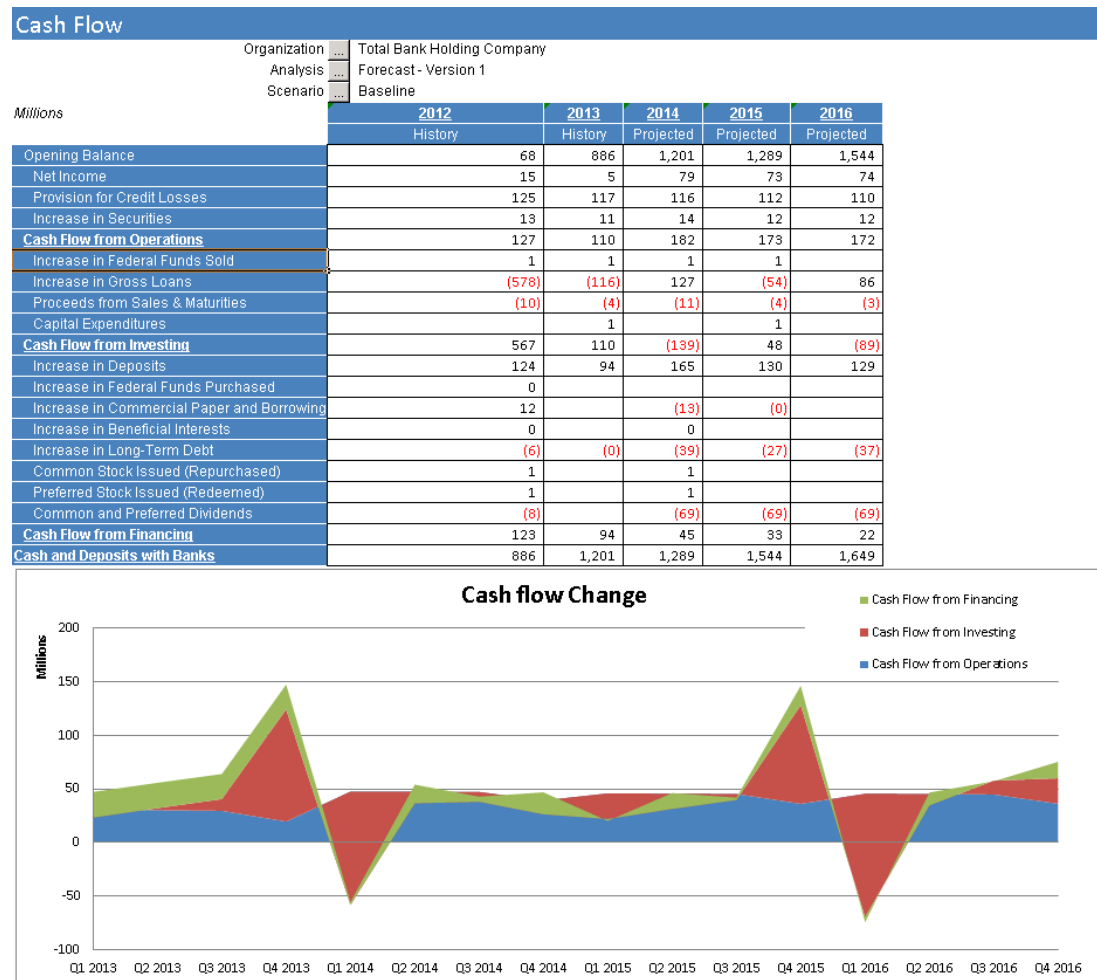 Cash Flow
Organization ... Total Bank Holding Company
Analysis ... Forecast - Version 1
Scenario ... Baseline
Millions 2012 2013 2014 2015 2016
History History Projected Projected Projected
Opening Balance 68 886 1,201 1,289 1,544
Net Income 15 5 79 73 74
Provision for Credit Losses 125 117 116 112 110
Increase in Securities 13 11 14 12 12
Cash Flow from Operations 127 110 182 173 172
Increase in Federal Funds Sold 1 1 1 1
Increase in Gross Loans (578) (116) 127 (54) 86
Proceeds from Sales & Maturities (10) (4) (11) (4) (3)
Capital Expenditures 1 1
Cash Flow from Investing 567 110 (139) 48 (89)
Increase in Deposits 124 94 165 130 129
Increase in Federal Funds Purchased 0
Increase in Commercial Paper and Borrowing 12 (13) (0)
Increase in Beneficial Interests 0 0
Increase in Long-Term Debt (6) (0) (39) (27) (37)
Common Stock Issued (Repurchased) 1 1
Preferred Stock Issued (Redeemed) 1 1
Common and Preferred Dividends (8) (69) (69) (69)
Cash Flow from Financing 123 94 45 33 22
Cash and Deposits with Banks 886 1,201 1,289 1,544 1,649
Cash flow Change
Cash Flow from Financing
Cash Flow from Investing
Cash Flow from Operations
Millions
200
150
100
50
0
-50
-100
Q1 2013 Q2 2013 Q3 2013 Q4 2013 Q1 2014 Q2 2014 Q3 2014 Q4 2014 Q1 2015 Q2 2015 Q3 2015 Q4 2015 Q1 2016 Q2 2016 Q3 2016 Q4 2016